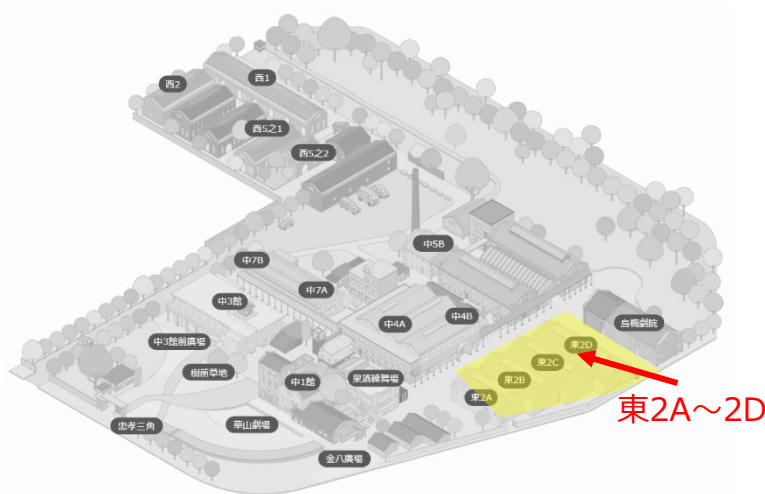 西2
西1
西5之1
西5之2
中5B
中7B
中7A
中3館
中4A
中4B
烏梅劇院
中3館前廣場
東2D
樹前草地
東2C
中1館
果酒練舞場
東2B
東2A
東2A～2D
忠孝三角
華山劇場
金八廣場